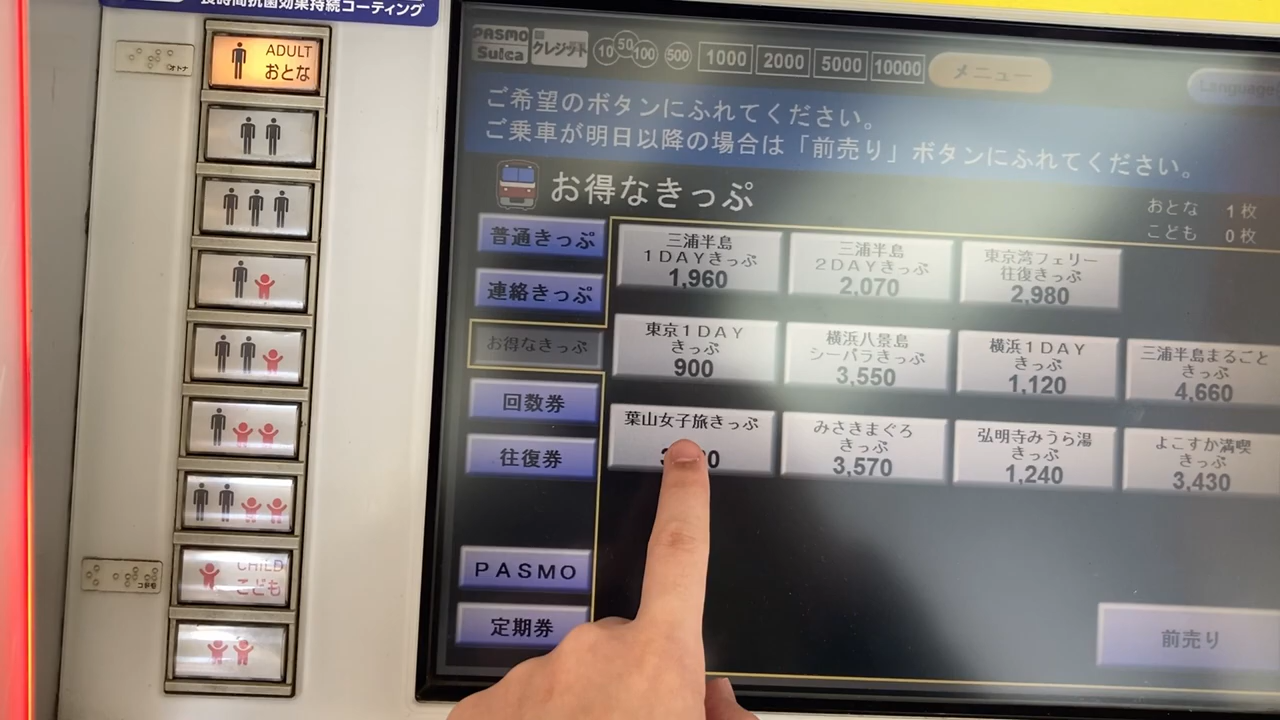 長時間抗菌効果持続コーティング
ADULT
おとな
オトナ
CHILD
こども
コドモ
PASMO
Suica
クレジット
10 50 100 500 1000 2000 5000 10000
メニュー
Language
ご希望のボタンにふれてください。
ご乗車が明日以降の場合は「前売り」ボタンにふれてください。
お得なきっぷ
おとな 1枚
こども 0枚
普通きっぷ
連絡きっぷ
お得なきっぷ
回数券
往復券
PASMO
定期券
三浦半島
1DAYきっぷ
1,960
三浦半島
2DAYきっぷ
2,070
東京湾フェリー
往復きっぷ
2,980
東京1DAY
きっぷ
900
横浜八景島
シーパラきっぷ
3,550
横浜1DAY
きっぷ
1,120
三浦半島まるごと
きっぷ
4,660
葉山女子旅きっぷ
みさきまぐろ
きっぷ
3,570
弘明寺みうら湯
きっぷ
1,240
よこすか満喫
きっぷ
3,430
前売り